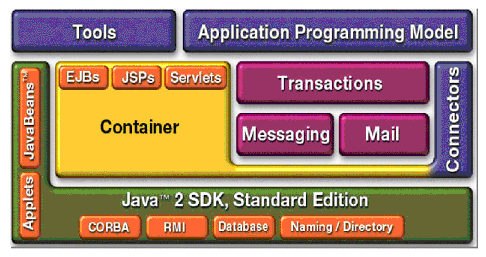 Tools
Application Programming Model
EJBs
JSPs
Servlets
Container
Transactions
Messaging
Mail
Connectors
JavaBeans™
Applets
Java™ 2 SDK, Standard Edition
CORBA
RMI
Database
Naming / Directory